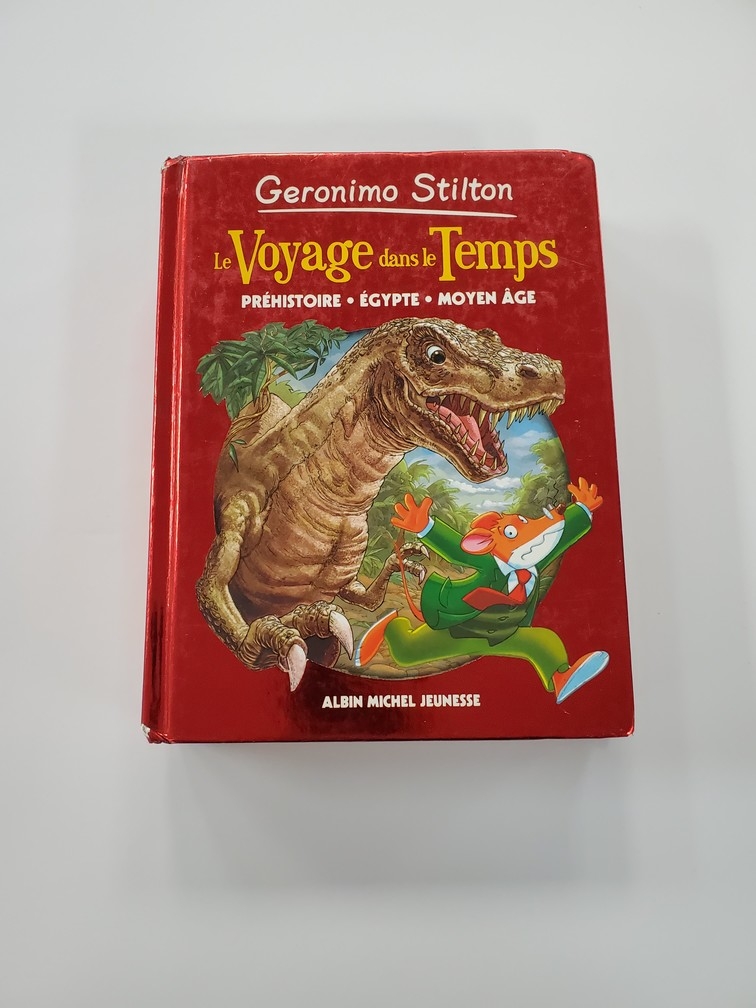 Geronimo Stilton
Le Voyage dans le Temps
PRÉHISTOIRE • ÉGYPTE • MOYEN ÂGE
ALBIN MICHEL JEUNESSE